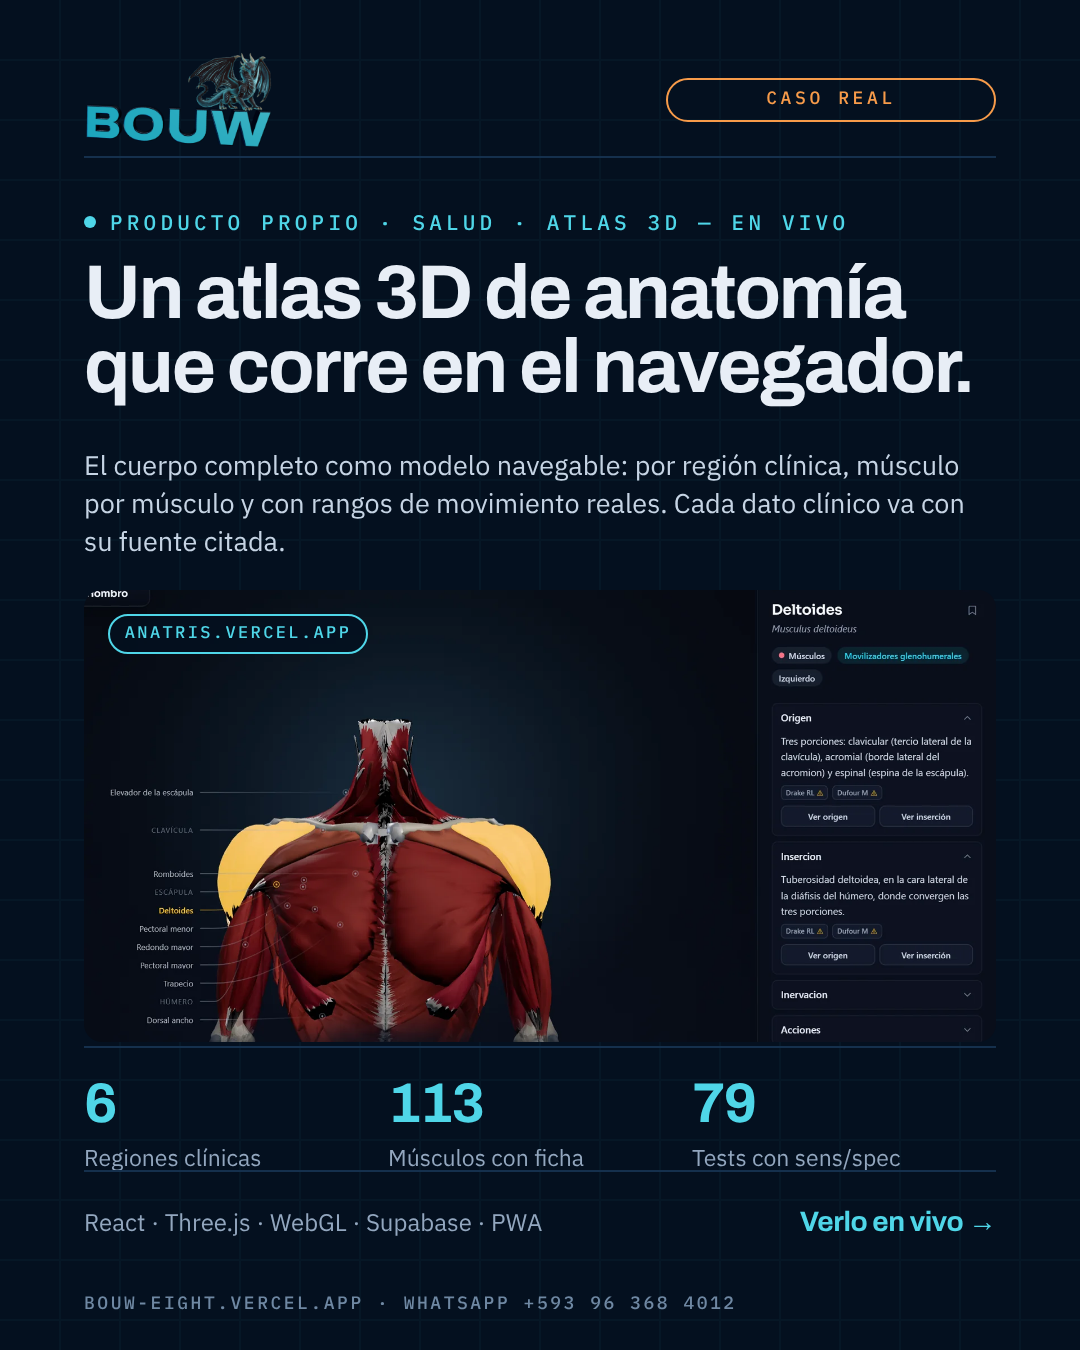 BOUW
CASO REAL
PRODUCTO PROPIO · SALUD · ATLAS 3D — EN VIVO
Un atlas 3D de anatomía
que corre en el navegador.
El cuerpo completo como modelo navegable: por región clínica, músculo
por músculo y con rangos de movimiento reales. Cada dato clínico va con
su fuente citada.
ANATRIS.VERCEL.APP
Elevador de la escápula
CLAVÍCULA
Romboides
ESCÁPULA
Deltoides
Pectoral menor
Redondo mayor
Pectoral mayor
Trapecio
HÚMERO
Dorsal ancho
Deltoides
Musculus deltoideus
Músculos
Movilizadores glenohumerales
Izquierdo
Origen
Tres porciones: clavicular (tercio lateral de la
clavícula), acromial (borde lateral del
acromion) y espinal (espina de la escápula).
Drake RL ⚠ Dufour M ⚠
Ver origen Ver inserción
Insercion
Tuberosidad deltoidea, en la cara lateral de
la diáfisis del húmero, donde convergen las
tres porciones.
Drake RL ⚠ Dufour M ⚠
Ver origen Ver inserción
Inervacion
Acciones
6 113 79
Regiones clínicas Músculos con ficha Tests con sens/spec
React · Three.js · WebGL · Supabase · PWA
Verlo en vivo →
BOUW-EIGHT.VERCEL.APP · WHATSAPP +593 96 368 4012